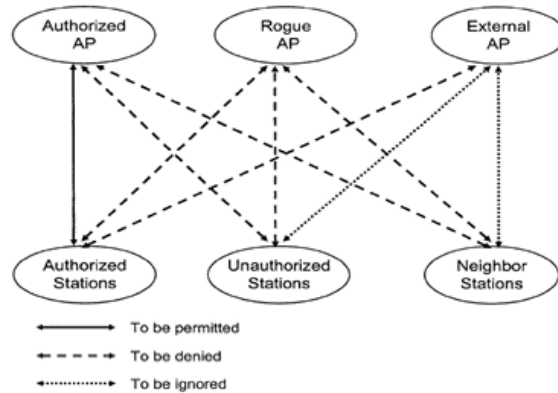 Authorized
AP
Rogue
AP
External
AP
Authorized
Stations
Unauthorized
Stations
Neighbor
Stations
To be permitted
To be denied
To be ignored